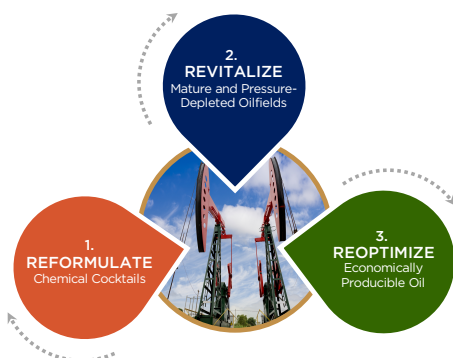 1.
REFORMULATE
Chemical Cocktails
2.
REVITALIZE
Mature and Pressure-
Depleted Oilfields
3.
REOPTIMIZE
Economically
Producible Oil